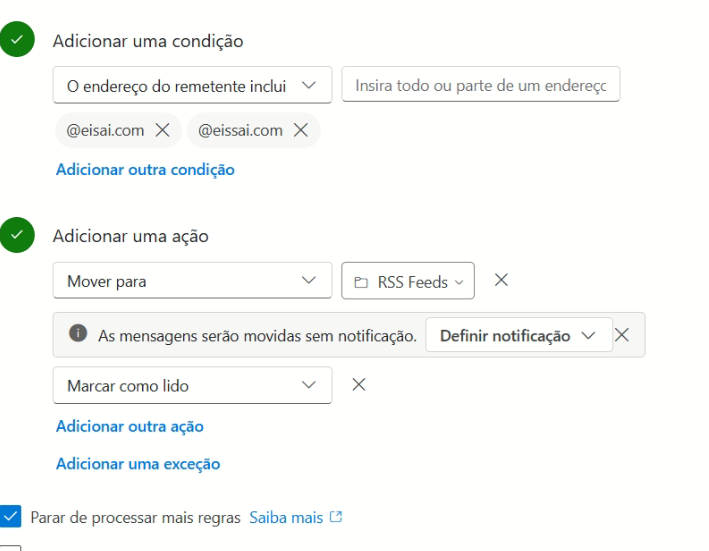 Adicionar uma condição
O endereço do remetente inclui
Insira todo ou parte de um endereçc
@eisai.com
@eissai.com
Adicionar outra condição
Adicionar uma ação
Mover para
RSS Feeds
As mensagens serão movidas sem notificação.
Definir notificação
Marcar como lido
Adicionar outra ação
Adicionar uma exceção
Parar de processar mais regras Saiba mais